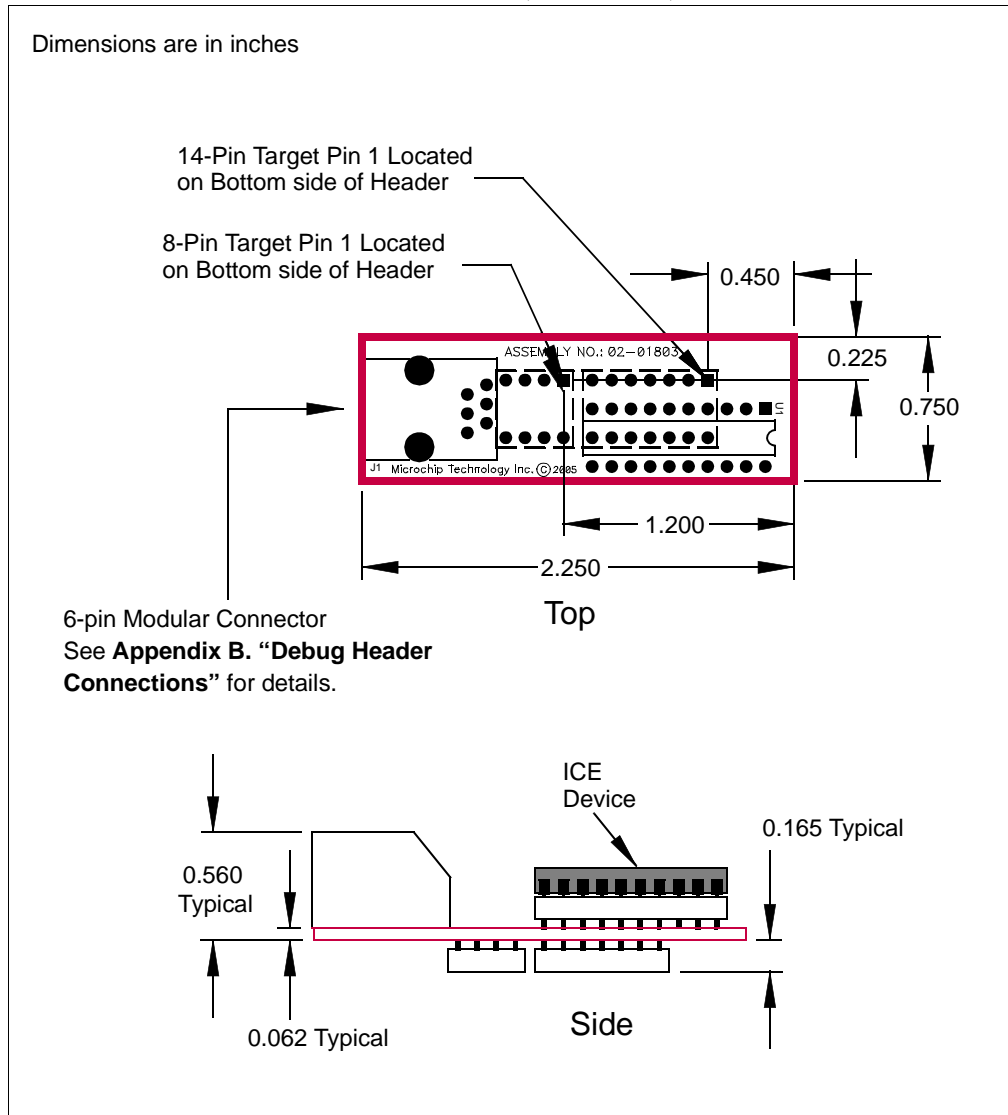 Dimensions are in inches
14-Pin Target Pin 1 Located
on Bottom side of Header
8-Pin Target Pin 1 Located
on Bottom side of Header
0.450
0.225
0.750
ASSEMBLY NO.: 02-01803
U1
J1 Microchip Technology Inc. © 2005
1.200
2.250
Top
6-pin Modular Connector
See Appendix B. “Debug Header
Connections” for details.
ICE
Device
0.165 Typical
0.560
Typical
0.062 Typical
Side